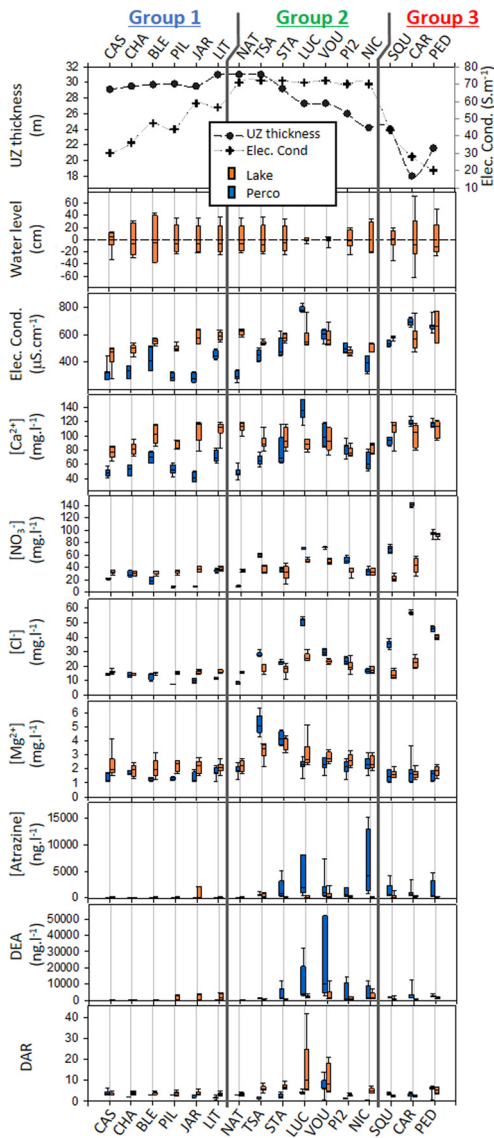 Group 1 Group 2 Group 3
CAS CHA BLE PIL JAR LIT NAT TSA STA LUC VOU PI2 NIC SQU CAR PED
UZ thickness
(m)
32
30
28
26
24
22
20
18
80
70
60
50
40
30
20
10
Elec. Cond. (S.m⁻¹)
UZ thickness
Elec. Cond
Lake
Perco
Water level
(cm)
60
40
20
0
-20
-40
-60
Elec. Cond.
(µS.cm⁻¹)
800
600
400
[Ca²⁺]
(mg.l⁻¹)
140
120
100
80
60
40
20
0
[NO₃⁻]
(mg.l⁻¹)
140
120
100
80
60
40
20
0
[Cl⁻]
(mg.l⁻¹)
60
50
40
30
20
10
0
[Mg²⁺]
(mg.l⁻¹)
6
5
4
3
2
1
0
[Atrazine]
(ng.l⁻¹)
15000
10000
5000
0
DEA
(ng.l⁻¹)
50000
40000
30000
20000
10000
0
DAR
40
30
20
10
0
CAS CHA BLE PIL JAR LIT NAT TSA STA LUC VOU PI2 NIC SQU CAR PED